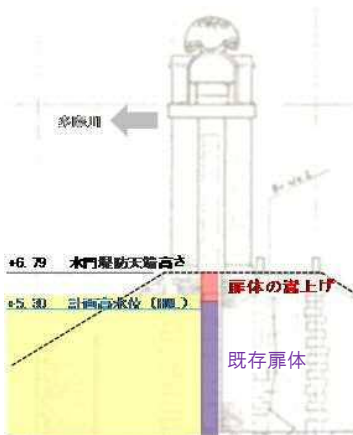 多摩川
+6.79 水門堤防天端高さ
扉体の嵩上げ
+5.30 計画高水位(HWL)
既存扉体